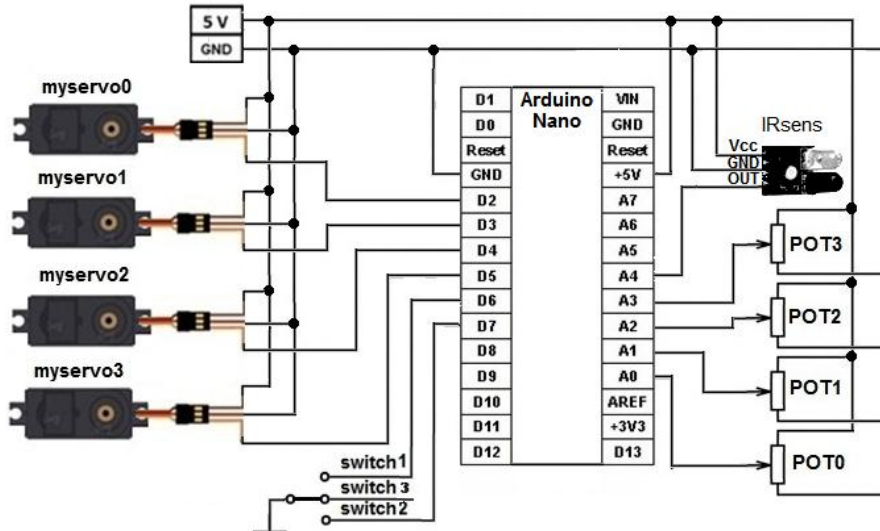 5 V
GND
myservo0
myservo1
myservo2
myservo3
Arduino
Nano
D1
D0
Reset
GND
D2
D3
D4
D5
D6
D7
D8
D9
D10
D11
D12
VIN
GND
Reset
+5V
A7
A6
A5
A4
A3
A2
A1
A0
AREF
+3V3
D13
IRsens
Vcc
GND
OUT
POT3
POT2
POT1
POT0
switch1
switch 3
switch2